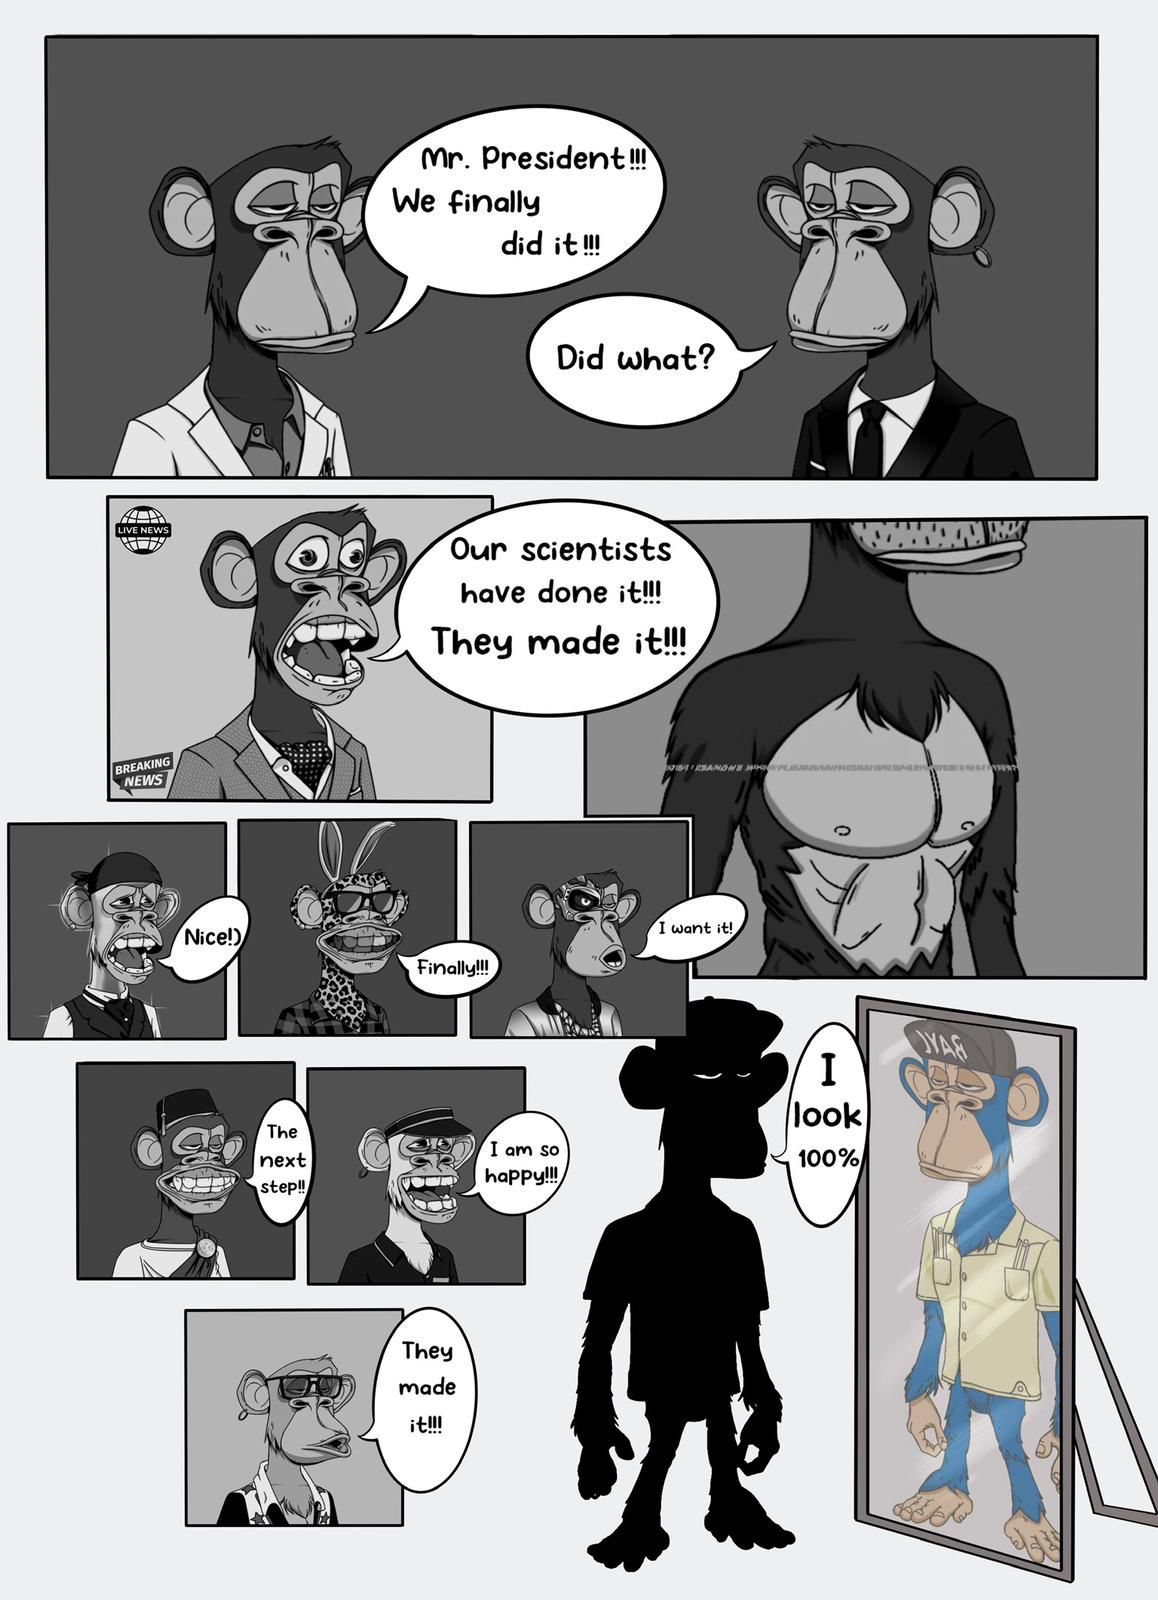 Mr. President!!!
We finally
did it!!!
Did what?
LIVE NEWS
Our scientists
have done it!!!
They made it!!!
BREAKING
NEWS
Nice!)
Finally!!!
I want it!
The
next
step!!
I am so
happy!!!
I
look
100%
BAYC
They
made
it!!!